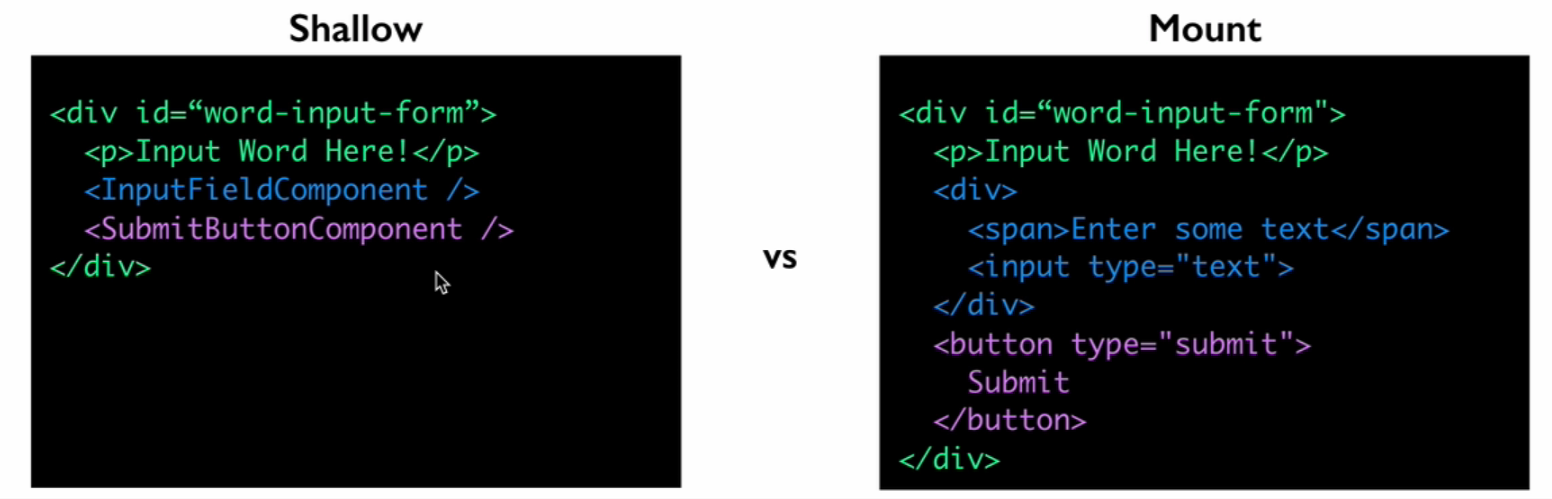 Shallow
<div id=“word-input-form”>
<p>Input Word Here!</p>
<InputFieldComponent />
<SubmitButtonComponent />
</div>
vs
Mount
<div id=“word-input-form">
<p>Input Word Here!</p>
<div>
<span>Enter some text</span>
<input type="text">
</div>
<button type="submit">
Submit
</button>
</div>